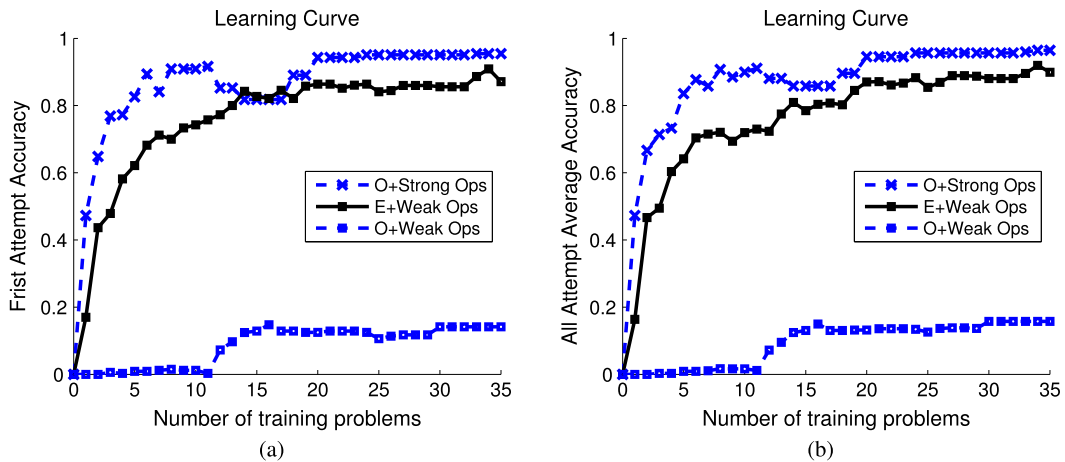 Learning Curve
Frist Attempt Accuracy
1
0.8
0.6
0.4
0.2
0
O+Strong Ops
E+Weak Ops
O+Weak Ops
0 5 10 15 20 25 30 35
Number of training problems
(a)
Learning Curve
All Attempt Average Accuracy
1
0.8
0.6
0.4
0.2
0
O+Strong Ops
E+Weak Ops
O+Weak Ops
0 5 10 15 20 25 30 35
Number of training problems
(b)